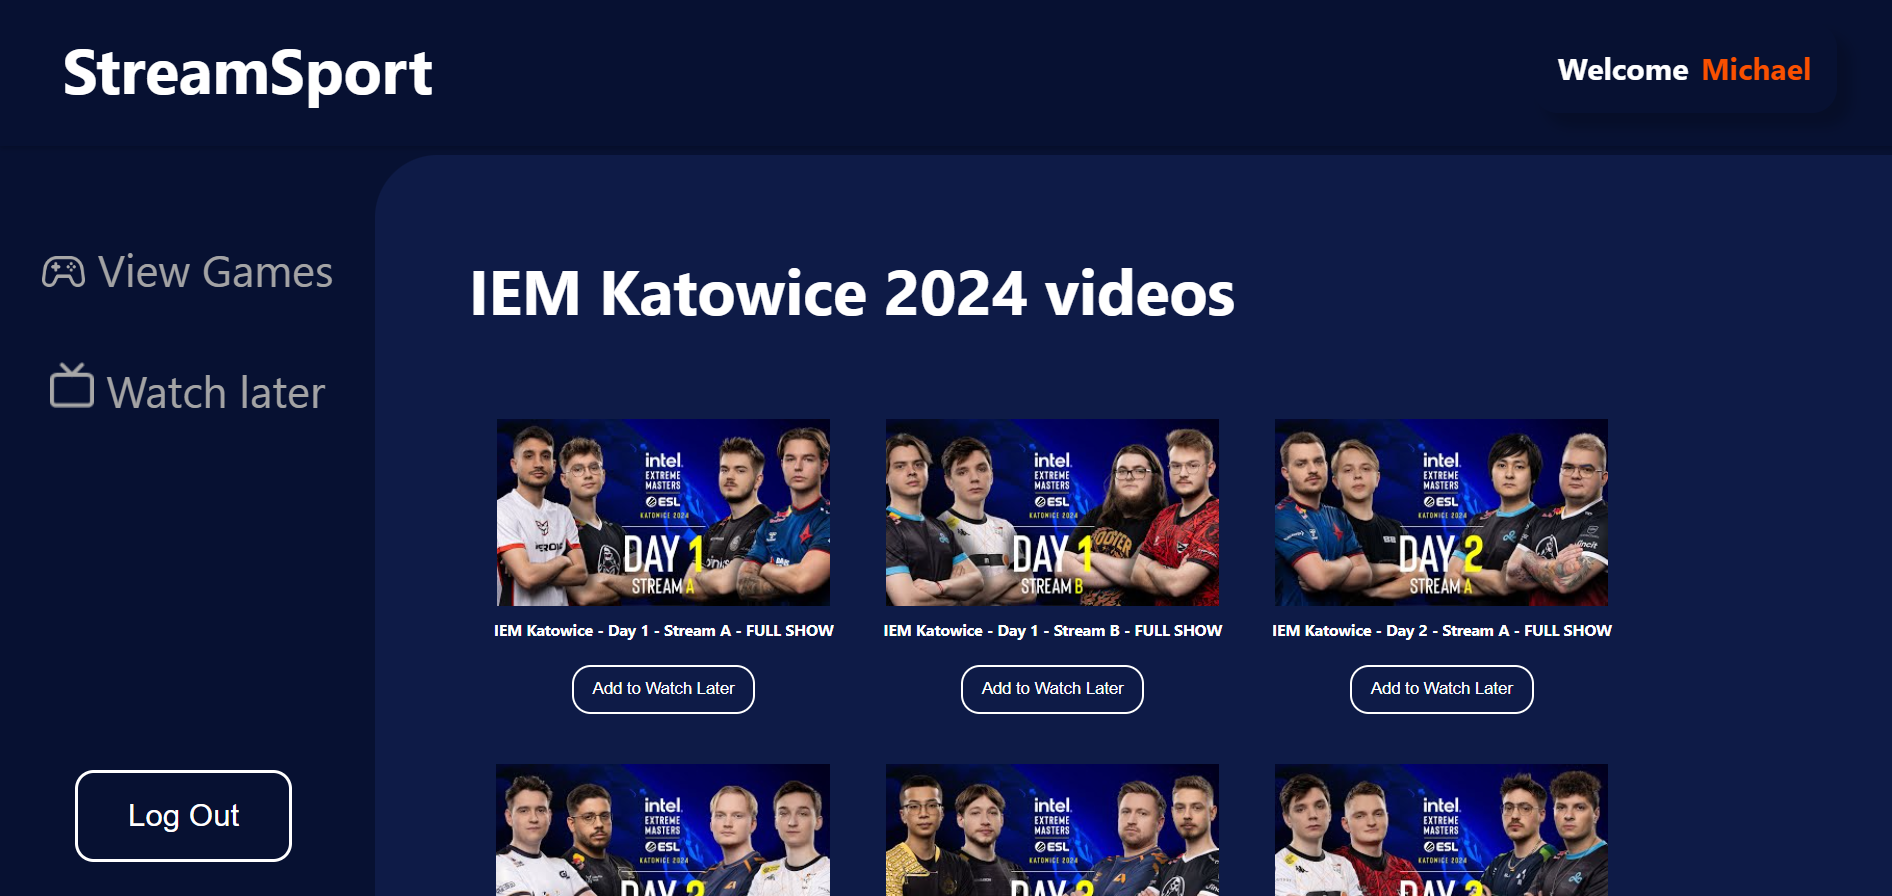 StreamSport
Welcome Michael
View Games
Watch later
Log Out
IEM Katowice 2024 videos
intel.
EXTREME
MASTERS
ESL
KATOWICE 2024
DAY 1
STREAM A
IEM Katowice - Day 1 - Stream A - FULL SHOW
Add to Watch Later
intel.
EXTREME
MASTERS
ESL
KATOWICE 2024
DAY 1
STREAM B
IEM Katowice - Day 1 - Stream B - FULL SHOW
Add to Watch Later
intel.
EXTREME
MASTERS
ESL
KATOWICE 2024
DAY 2
STREAM A
IEM Katowice - Day 2 - Stream A - FULL SHOW
Add to Watch Later
intel.
EXTREME
MASTERS
ESL
KATOWICE 2024
DAY
intel.
EXTREME
MASTERS
ESL
KATOWICE 2024
DAY
intel.
EXTREME
MASTERS
ESL
KATOWICE 2024
DAY